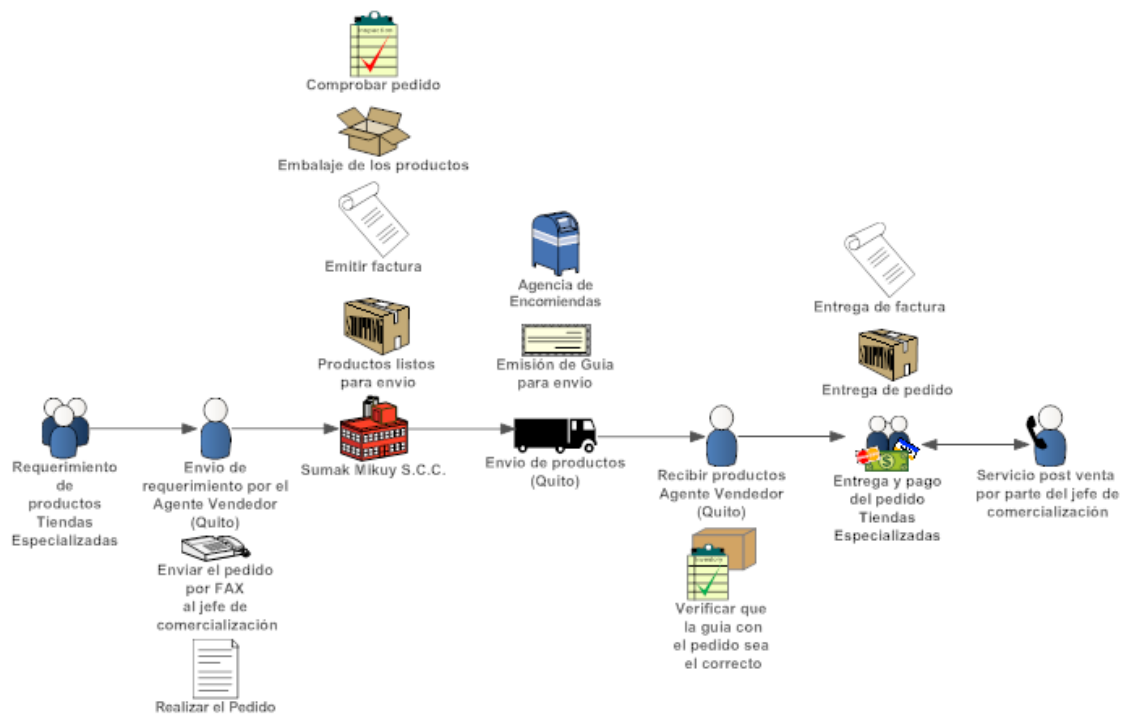 Inspection
Comprobar pedido
Embalaje de los productos
Emitir factura
SHIPPING
Productos listos
para envio
Agencia de
Encomiendas
Emisión de Guia
para envio
Entrega de factura
SHIPPING
Entrega de pedido
Requerimiento
de
productos
Tiendas
Especializadas
Envio de
requerimiento por el
Agente Vendedor
(Quito)
Enviar el pedido
por FAX
al jefe de
comercialización
Realizar el Pedido
Sumak Mikuy S.C.C.
Envio de productos
(Quito)
Recibir productos
Agente Vendedor
(Quito)
Inventory
Verificar que
la guia con
el pedido sea
el correcto
Entrega y pago
del pedido
Tiendas
Especializadas
Servicio post venta
por parte del jefe de
comercialización